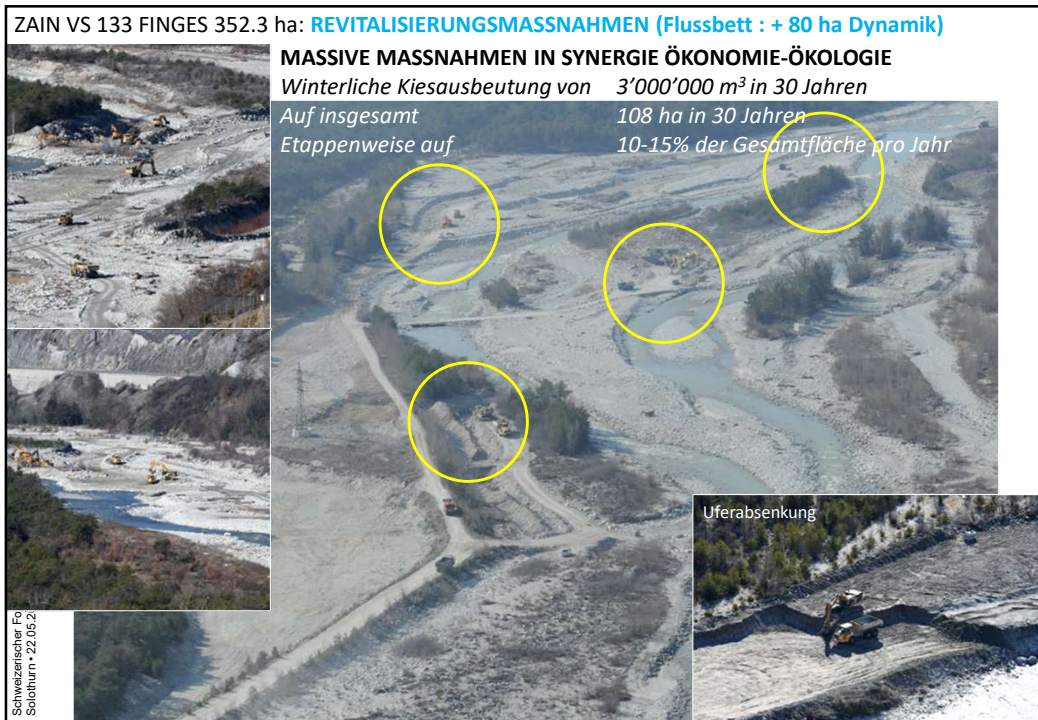 ZAIN VS 133 FINGES 352.3 ha: REVITALISIERUNGSMASSNAHMEN (Flussbett : + 80 ha Dynamik)
MASSIVE MASSNAHMEN IN SYNERGIE ÖKONOMIE-ÖKOLOGIE
Winterliche Kiesausbeutung von 3’000’000 m³ in 30 Jahren
Auf insgesamt 108 ha in 30 Jahren
Etappenweise auf 10-15% der Gesamtfläche pro Jahr
Uferabsenkung
Schweizerischer
Solothurn • 22.05.